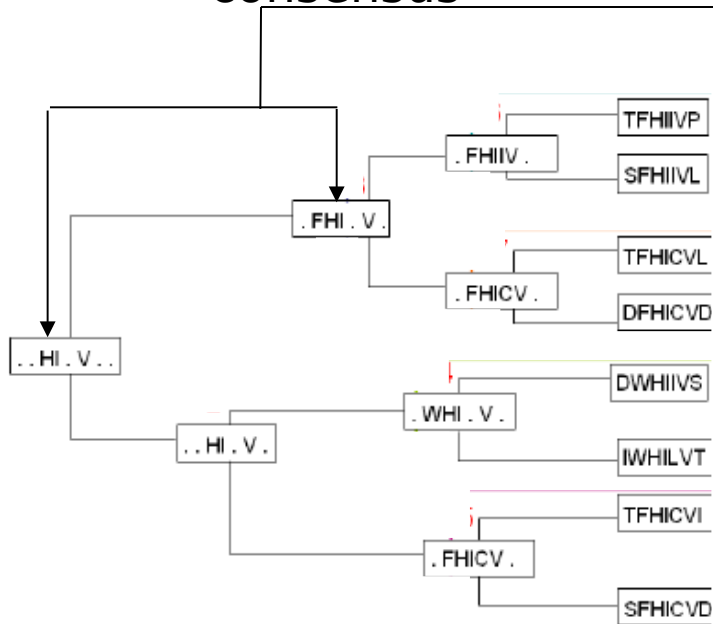 consensus
TFHIIVP
. FHIIV .
SFHIIVL
. FHI . V .
TFHICVL
. FHICV .
DFHICVD
. . HI . V . .
DWHIIVS
. WHI . V .
. . HI . V .
IWHILVT
TFHICVI
. FHICV .
SFHICVD